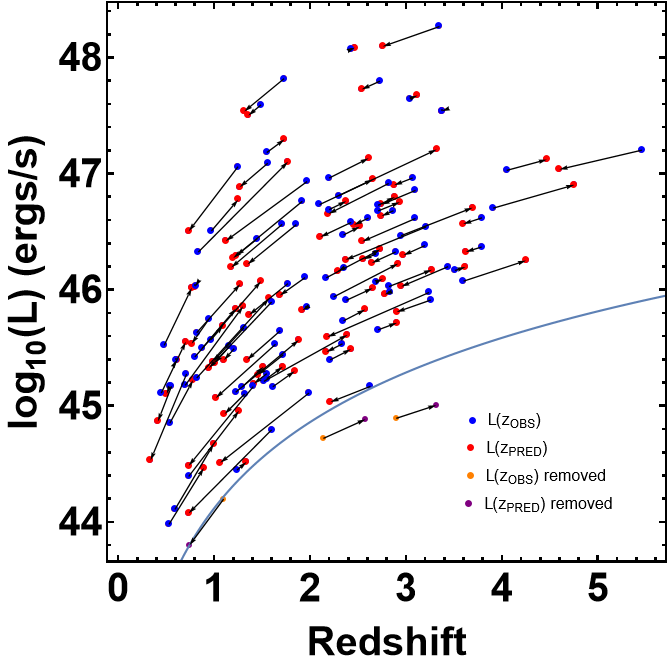 48
47
46
45
44
log10(L) (ergs/s)
L(zOBS)
L(zPRED)
L(zOBS) removed
L(zPRED) removed
0 1 2 3 4 5
Redshift